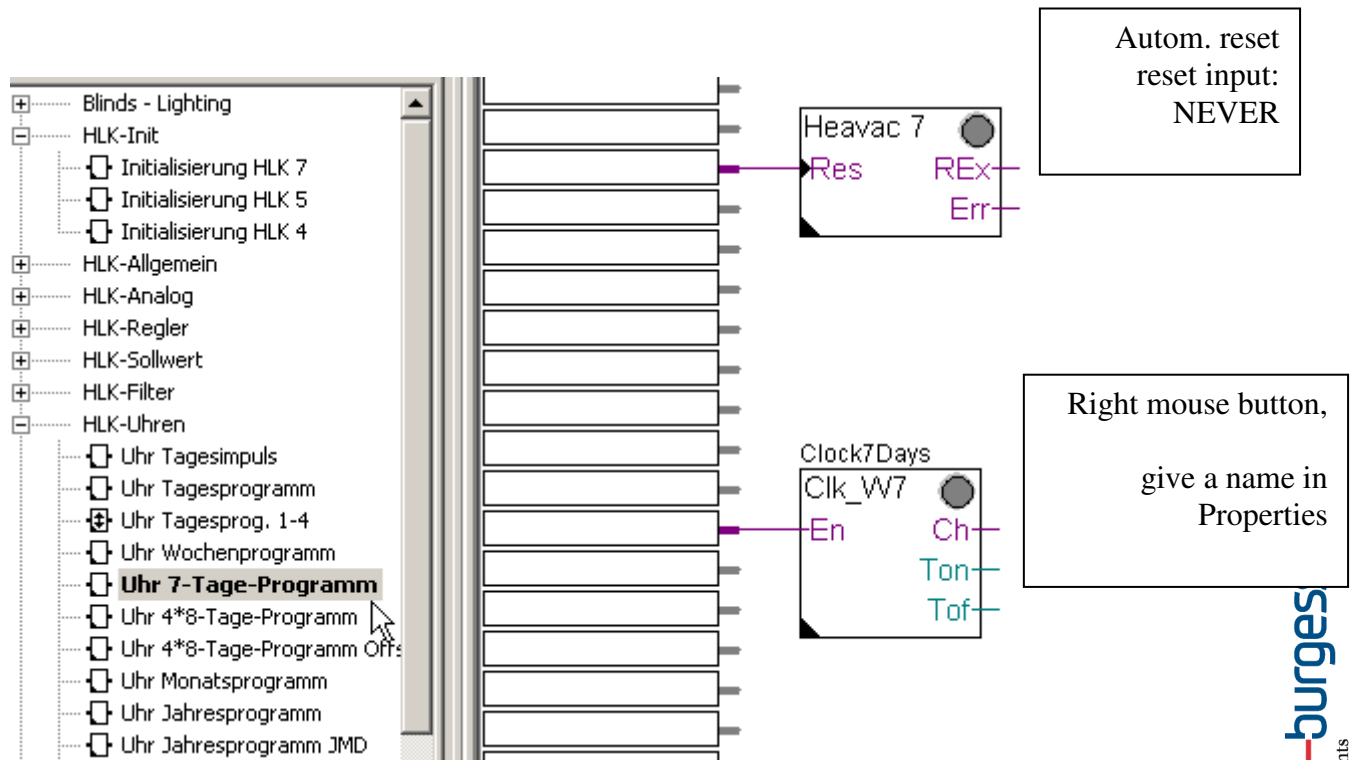 Blinds - Lighting
HLK-Init
Initialisierung HLK 7
Initialisierung HLK 5
Initialisierung HLK 4
HLK-Allgemein
HLK-Analog
HLK-Regler
HLK-Sollwert
HLK-Filter
HLK-Uhren
Uhr Tagesimpuls
Uhr Tagesprogramm
Uhr Tagesprog. 1-4
Uhr Wochenprogramm
Uhr 7-Tage-Programm
Uhr 4*8-Tage-Programm
Uhr 4*8-Tage-Programm Offs
Uhr Monatsprogramm
Uhr Jahresprogramm
Uhr Jahresprogramm JMD
Heavac 7
Res REx
Err
Autom. reset
reset input:
NEVER
Clock7Days
Clk_W7
En Ch
Ton
Tof
Right mouse button,
give a name in
Properties
burgess
nts